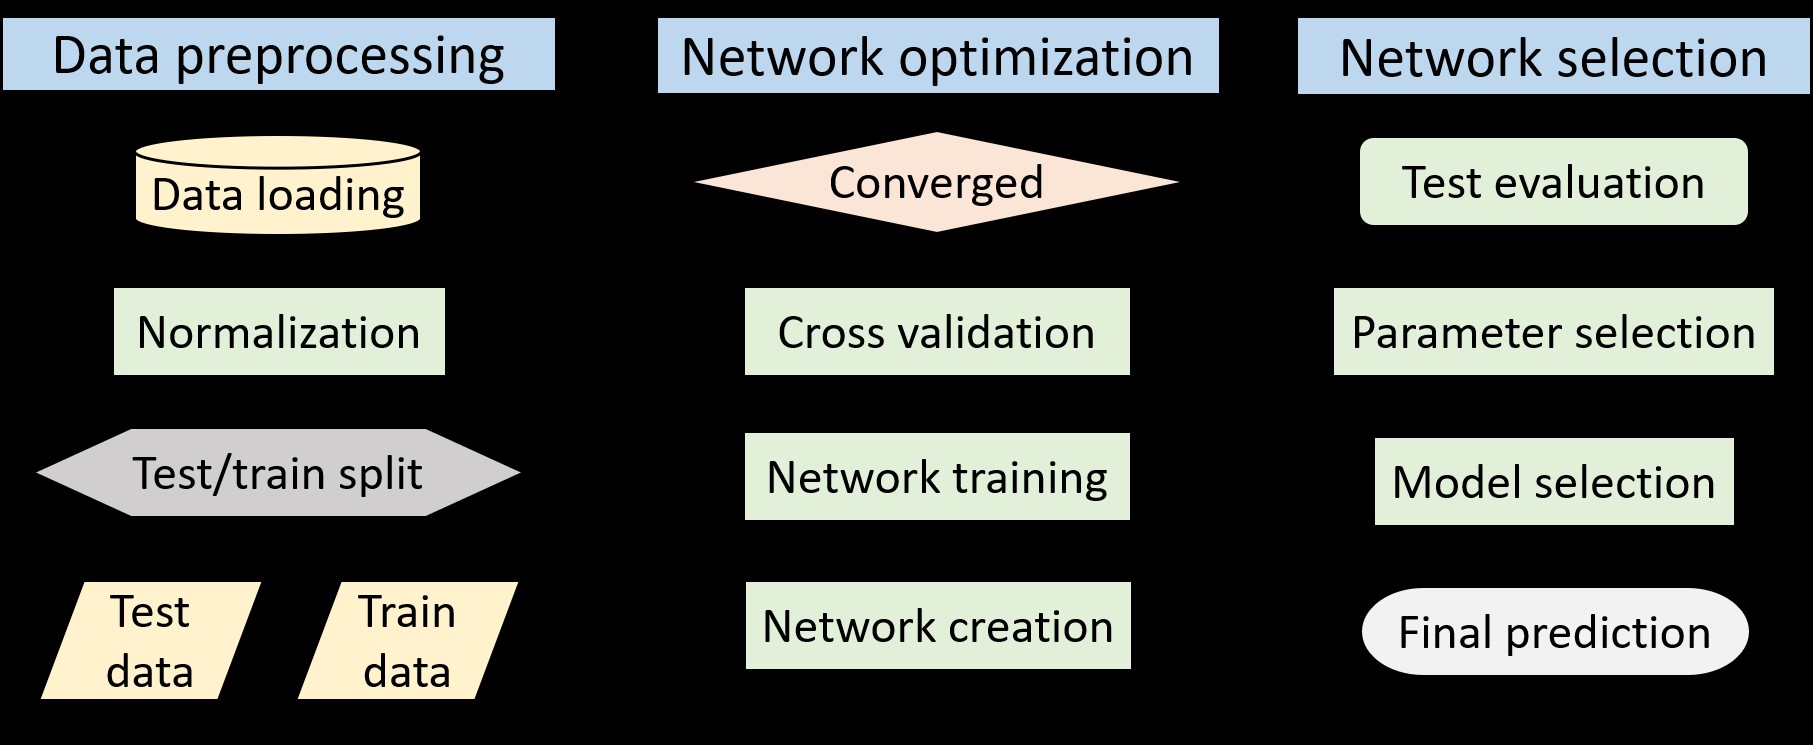 Data preprocessing
Data loading
Normalization
Test/train split
Test
data
Train
data
Network optimization
Converged
Cross validation
Network training
Network creation
Network selection
Test evaluation
Parameter selection
Model selection
Final prediction